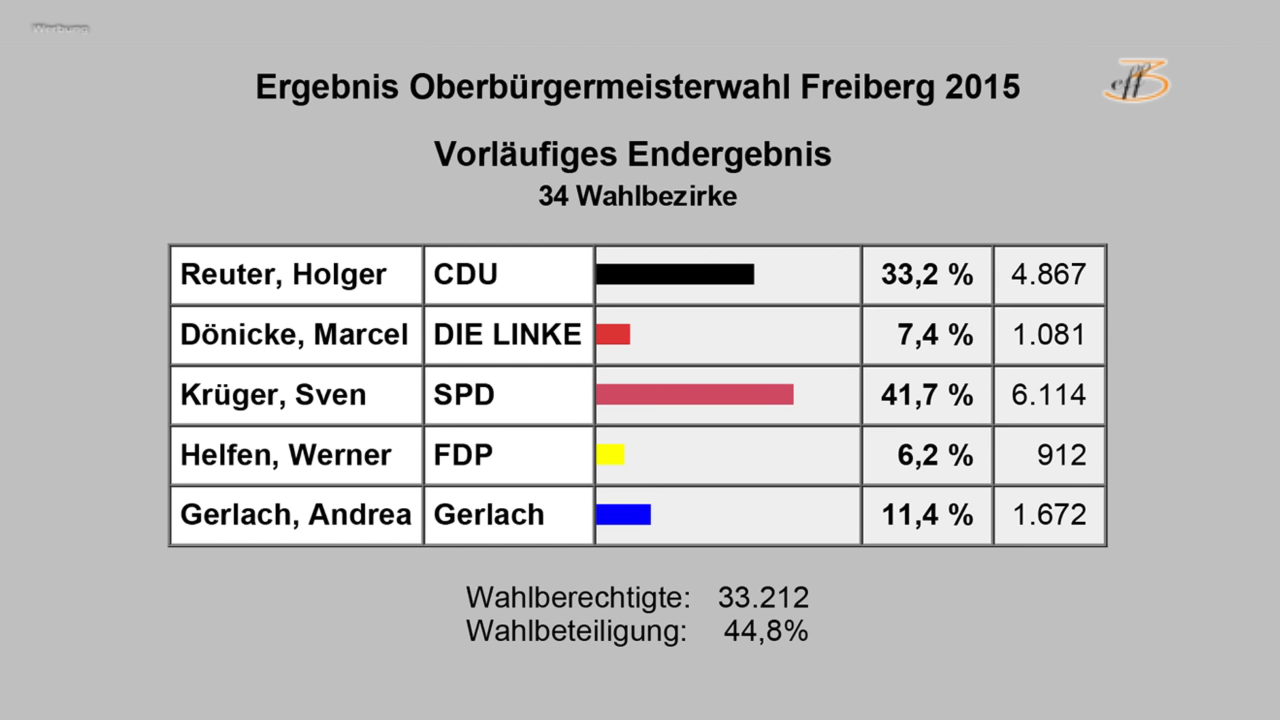 Werbung
Ergebnis Oberbürgermeisterwahl Freiberg 2015
eff3
Vorläufiges Endergebnis
34 Wahlbezirke
Reuter, Holger CDU 33,2 % 4.867
Dönicke, Marcel DIE LINKE 7,4 % 1.081
Krüger, Sven SPD 41,7 % 6.114
Helfen, Werner FDP 6,2 % 912
Gerlach, Andrea Gerlach 11,4 % 1.672
Wahlberechtigte: 33.212
Wahlbeteiligung: 44,8%